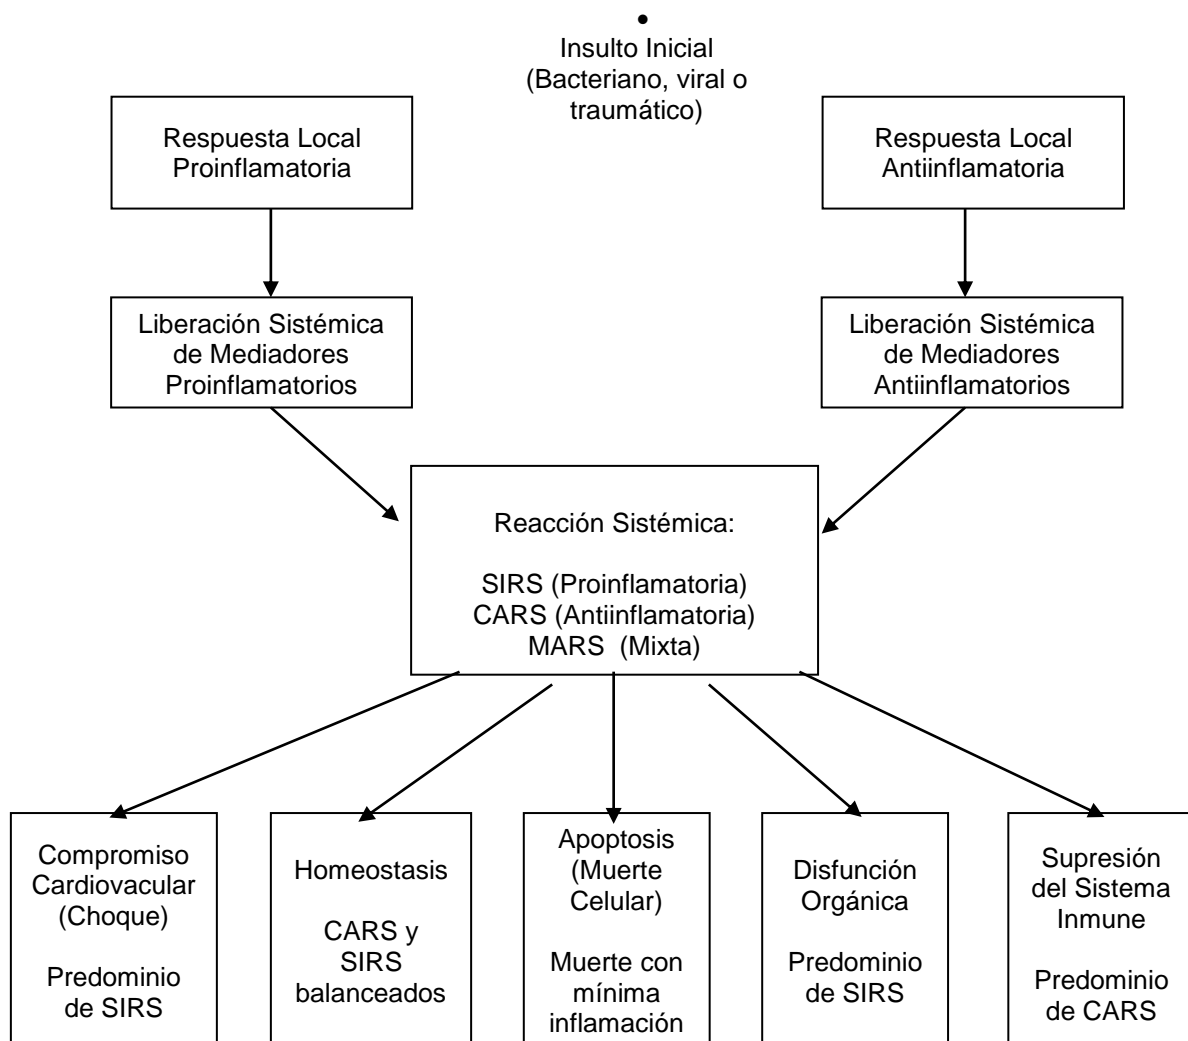 •
Insulto Inicial
(Bacteriano, viral o
traumático)
Respuesta Local
Proinflamatoria
Respuesta Local
Antiinflamatoria
Liberación Sistémica
de Mediadores
Proinflamatorios
Liberación Sistémica
de Mediadores
Antiinflamatorios
Reacción Sistémica:
SIRS (Proinflamatoria)
CARS (Antiinflamatoria)
MARS (Mixta)
Compromiso
Cardiovacular
(Choque)
Predominio
de SIRS
Homeostasis
CARS y
SIRS
balanceados
Apoptosis
(Muerte
Celular)
Muerte con
mínima
inflamación
Disfunción
Orgánica
Predominio
de SIRS
Supresión
del Sistema
Inmune
Predominio
de CARS